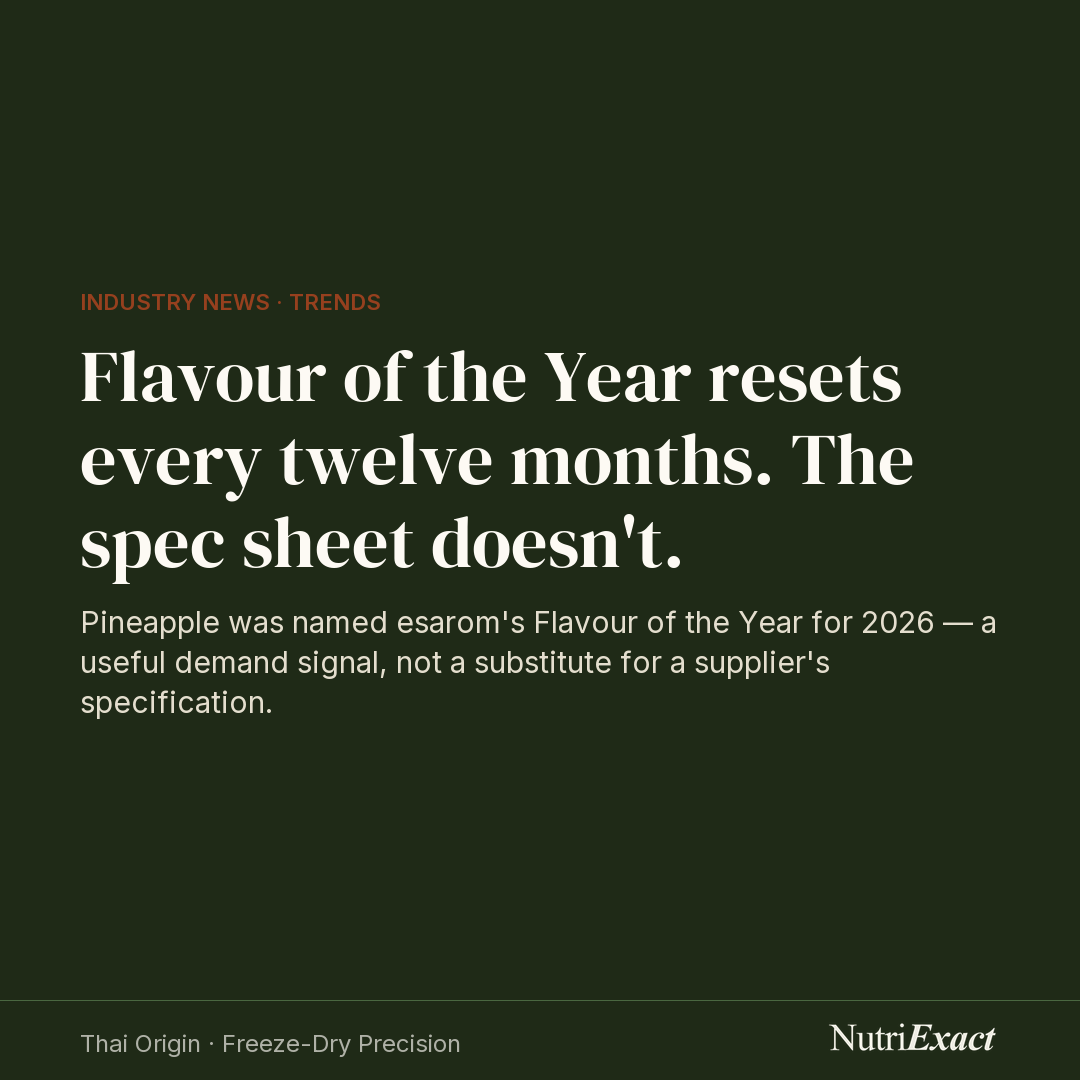 INDUSTRY NEWS · TRENDS
Flavour of the Year resets
every twelve months. The
spec sheet doesn't.
Pineapple was named esarom's Flavour of the Year for 2026 — a
useful demand signal, not a substitute for a supplier's
specification.
Thai Origin · Freeze-Dry Precision
NutriExact